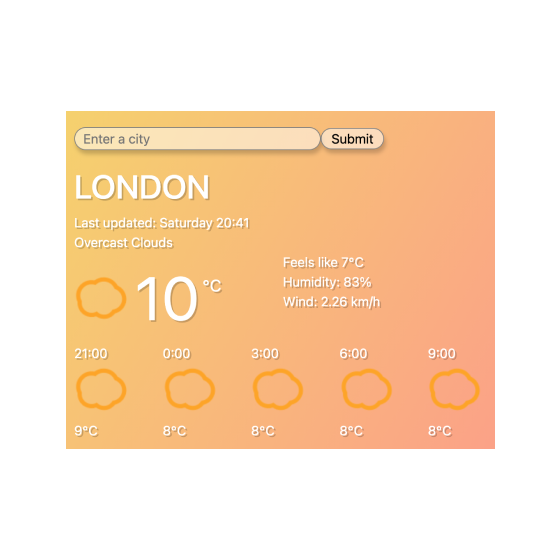 Enter a city Submit
LONDON
Last updated: Saturday 20:41
Overcast Clouds
10 °C
Feels like 7°C
Humidity: 83%
Wind: 2.26 km/h
21:00 0:00 3:00 6:00 9:00
9°C 8°C 8°C 8°C 8°C